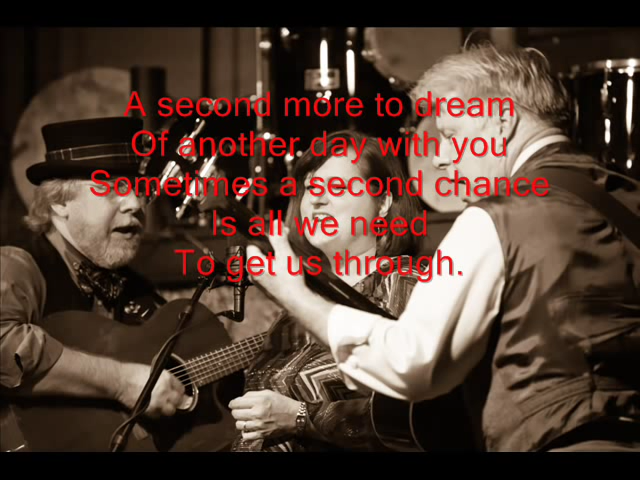 A second more to dream
Of another day with you
Sometimes a second chance
Is all we need
To get us through.